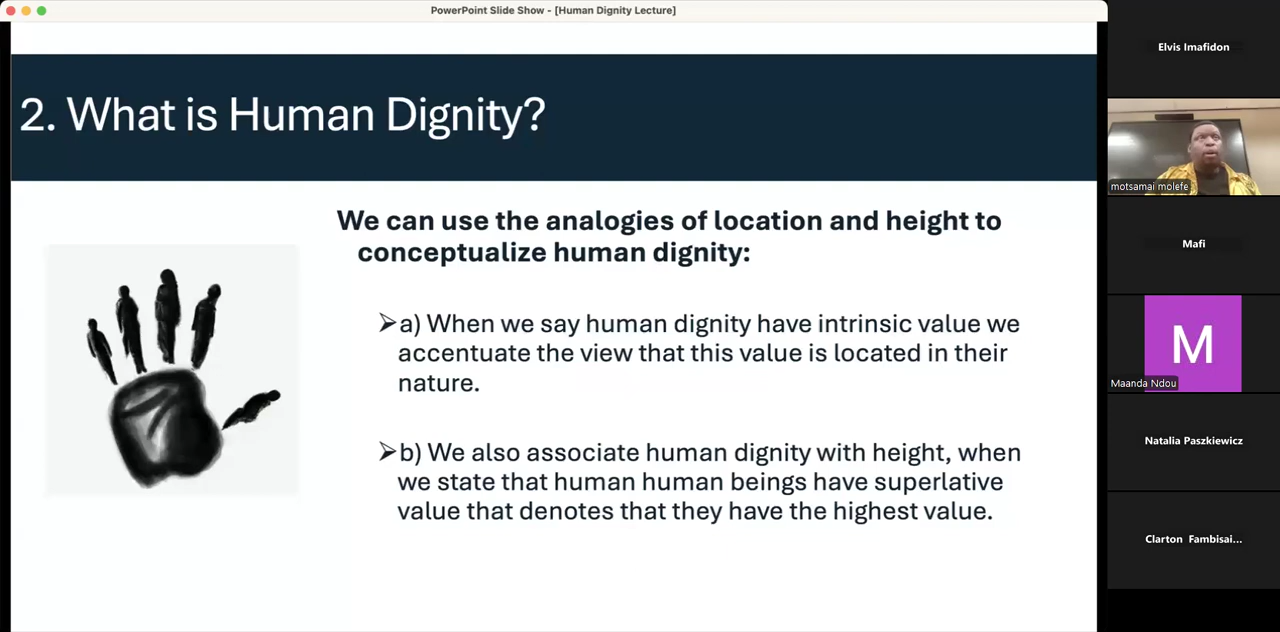 PowerPoint Slide Show - [Human Dignity Lecture]
2. What is Human Dignity?
We can use the analogies of location and height to
conceptualize human dignity:
➢a) When we say human dignity have intrinsic value we
accentuate the view that this value is located in their
nature.
➢b) We also associate human dignity with height, when
we state that human human beings have superlative
value that denotes that they have the highest value.
Elvis Imafidon
motsamai molefe
Mafi
M
Maanda Ndou
Natalia Paszkiewicz
Clarton Fambisai...